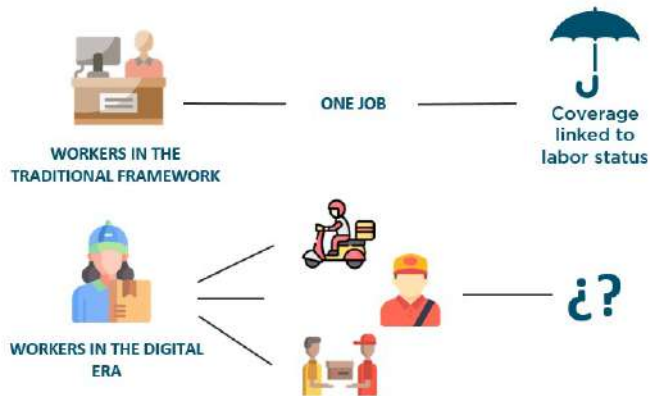 ONE JOB
Coverage
linked to
labor status
WORKERS IN THE
TRADITIONAL FRAMEWORK
¿?
WORKERS IN THE DIGITAL
ERA